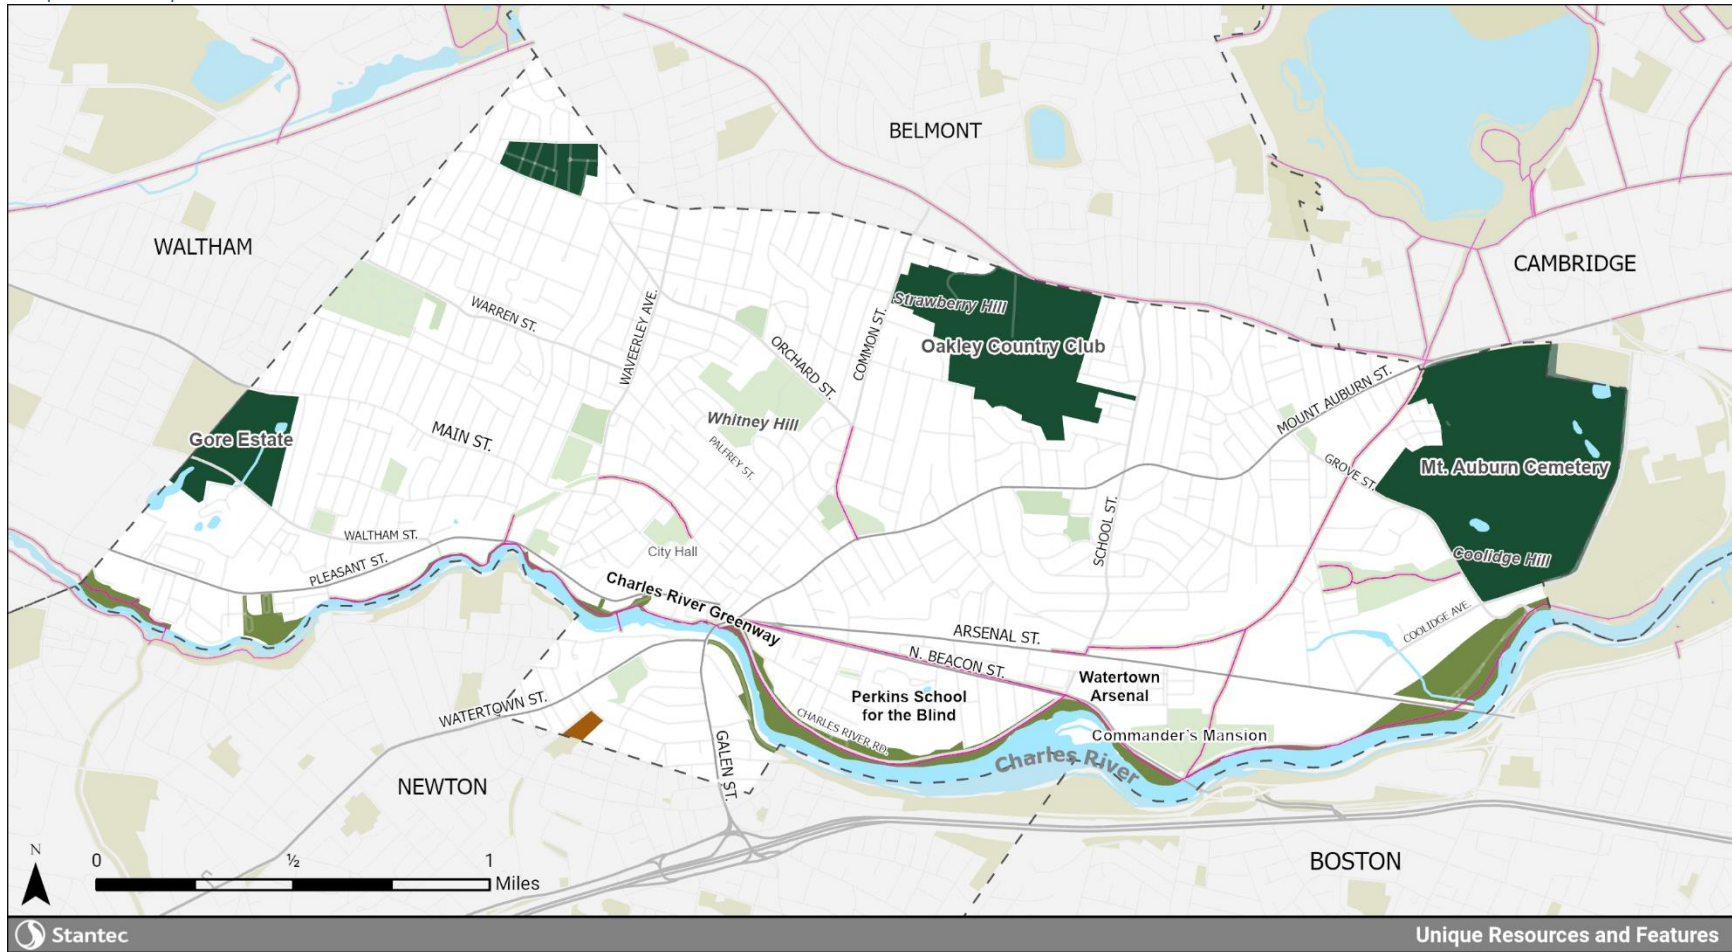 BELMONT
WALTHAM
CAMBRIDGE
WARREN ST.
WAVEERLEY AVE.
Strawberry Hill
COMMON ST.
ORCHARD ST.
Oakley Country Club
MOUNT AUBURN ST.
Whitney Hill
Gore Estate
MAIN ST.
PALFREY ST.
GROVE ST.
Mt. Auburn Cemetery
SCHOOL ST.
WALTHAM ST.
City Hall
Coolidge Hill
PLEASANT ST.
Charles River Greenway
COOLIDGE AVE.
ARSENAL ST.
N. BEACON ST.
Watertown
Arsenal
Perkins School
for the Blind
WATERTOWN ST.
CHARLES RIVER RD.
Commander's Mansion
GALEN ST.
Charles River
NEWTON
BOSTON
N
0 ½ 1
Miles
Stantec
Unique Resources and Features